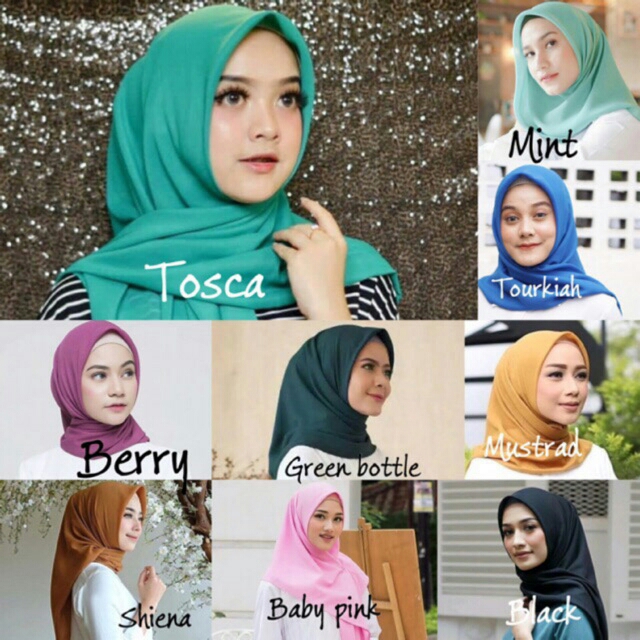 Tosca
Mint
Tourkiah
Berry
Green bottle
Mustrad
Shiena
Baby pink
Black